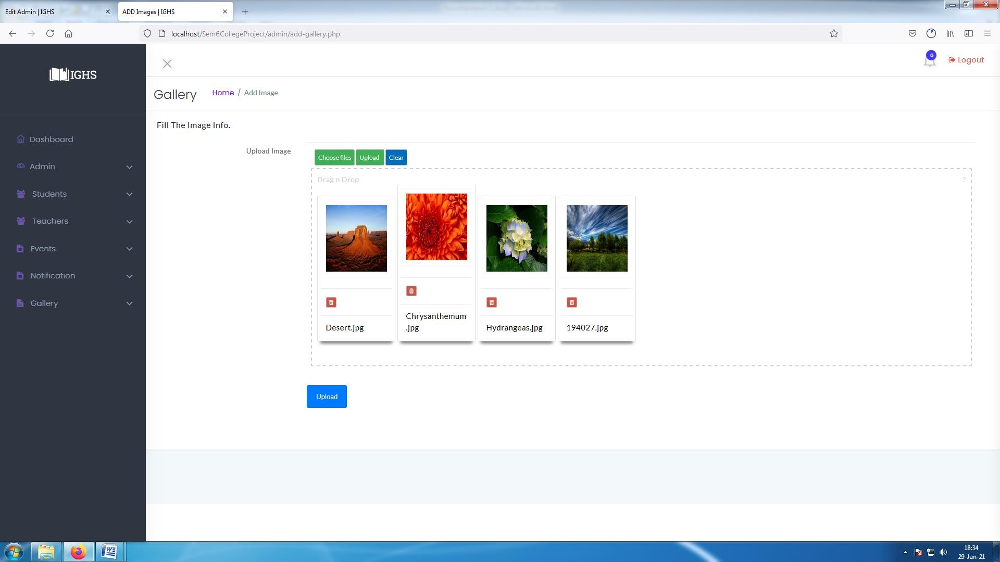 Edit Admin | IGHS
ADD Images | IGHS
localhost/Sem6CollegeProject/admin/add-gallery.php
IGHS
0
Logout
Gallery
Home / Add Image
Fill The Image Info.
Dashboard
Admin
Students
Teachers
Events
Notification
Gallery
Upload Image
Choose files Upload Clear
Drag n Drop ?
Desert.jpg
Chrysanthemum
.jpg
Hydrangeas.jpg
194027.jpg
Upload
18:34
29-Jun-21